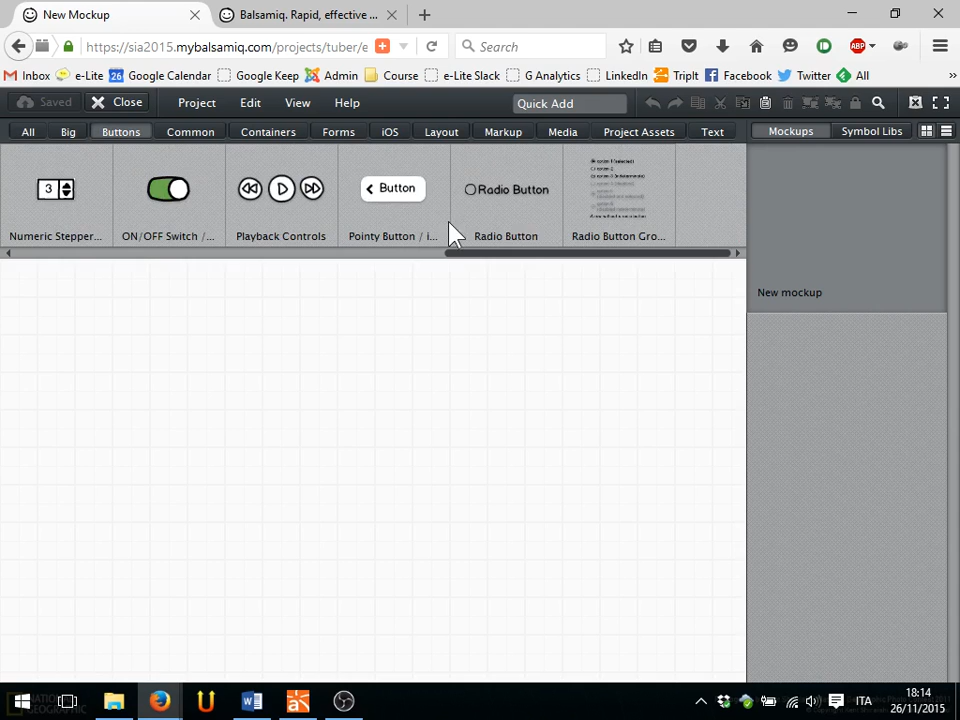 New Mockup
Balsamiq. Rapid, effective ...
https://sia2015.mybalsamiq.com/projects/tuber/e
Search
ABP
Inbox
e-Lite
26
Google Calendar
Google Keep
Admin
Course
e-Lite Slack
G Analytics
LinkedIn
TripIt
Facebook
Twitter
All
Saved
Close
Project
Edit
View
Help
Quick Add
All
Big
Buttons
Common
Containers
Forms
iOS
Layout
Markup
Media
Project Assets
Text
Mockups
Symbol Libs
3
Button
Radio Button
Numeric Stepper...
ON/OFF Switch /...
Playback Controls
Pointy Button / i...
Radio Button
Radio Button Gro...
New mockup
ITA
18:14
26/11/2015